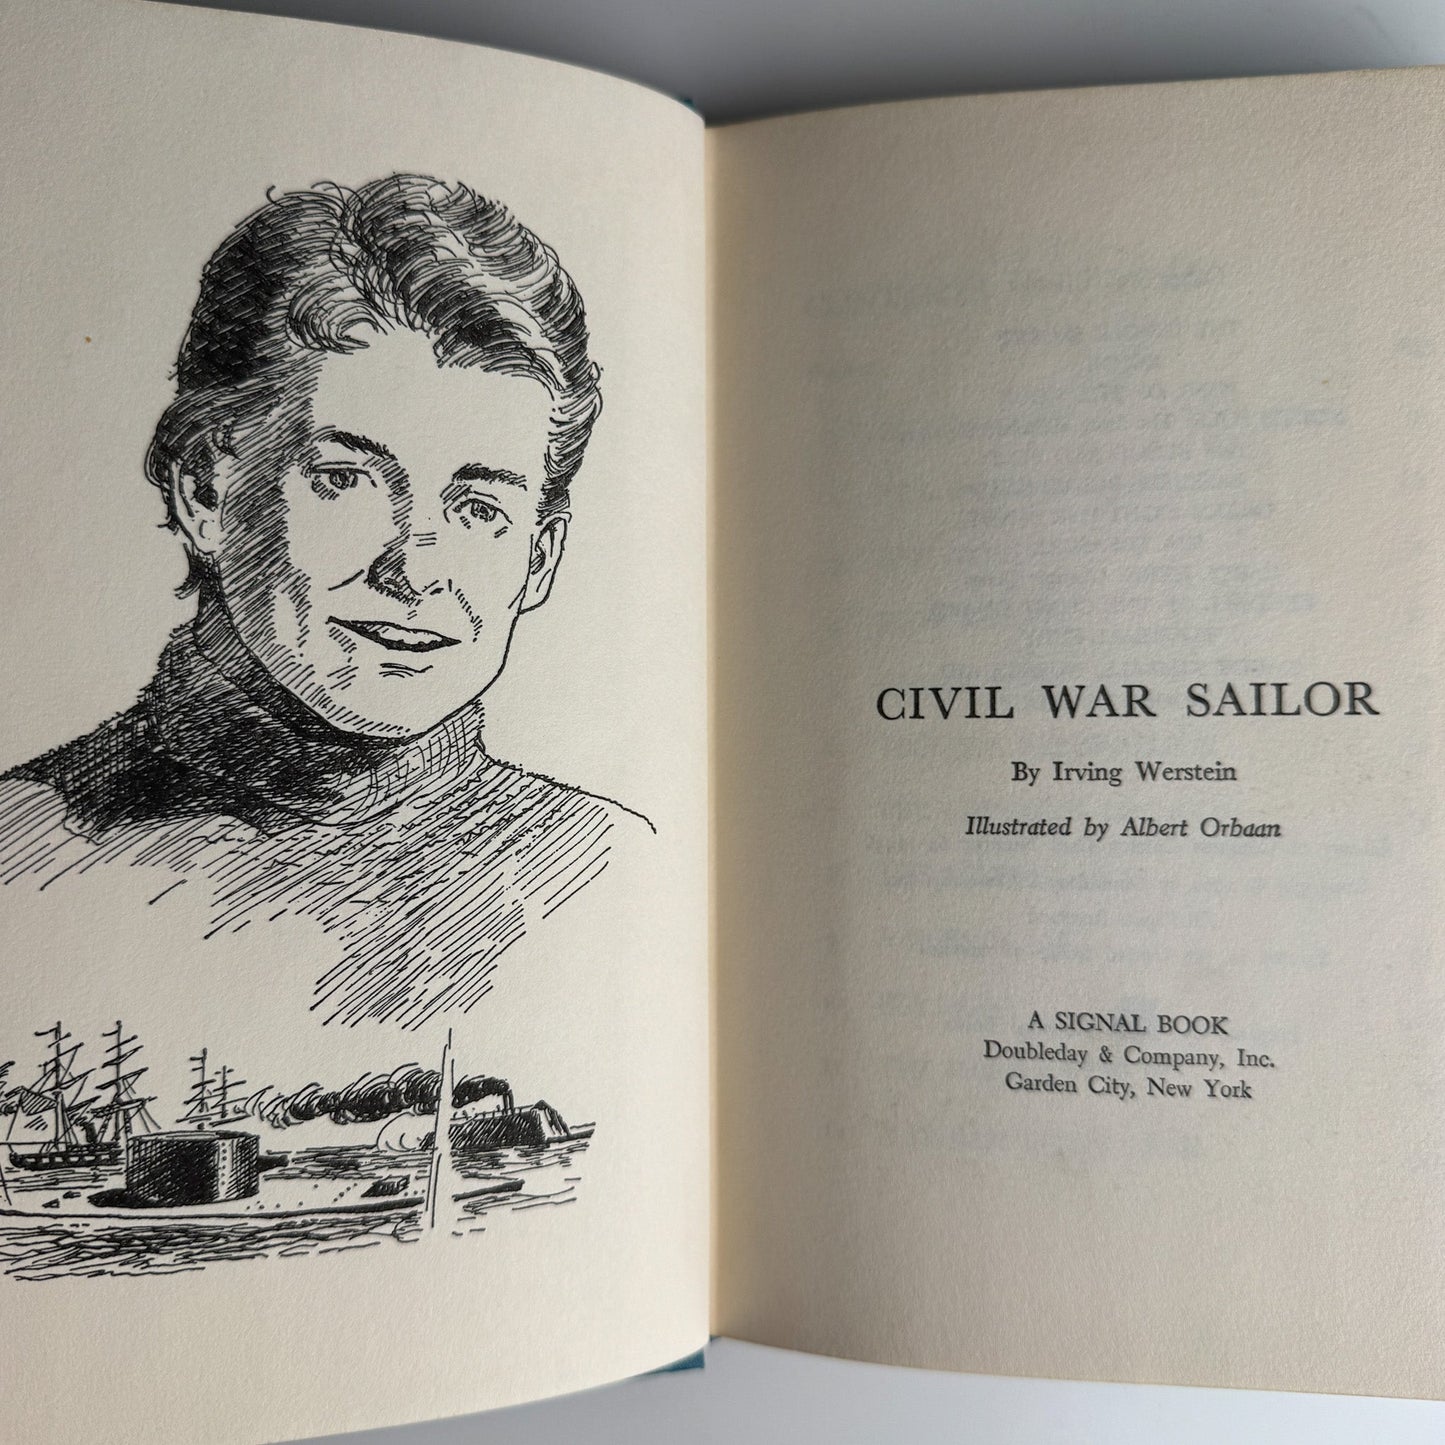 CIVIL WAR SAILOR
By Irving Werstein
Illustrated by Albert Orbaan
A SIGNAL BOOK
Doubleday & Company, Inc.
Garden City, New York